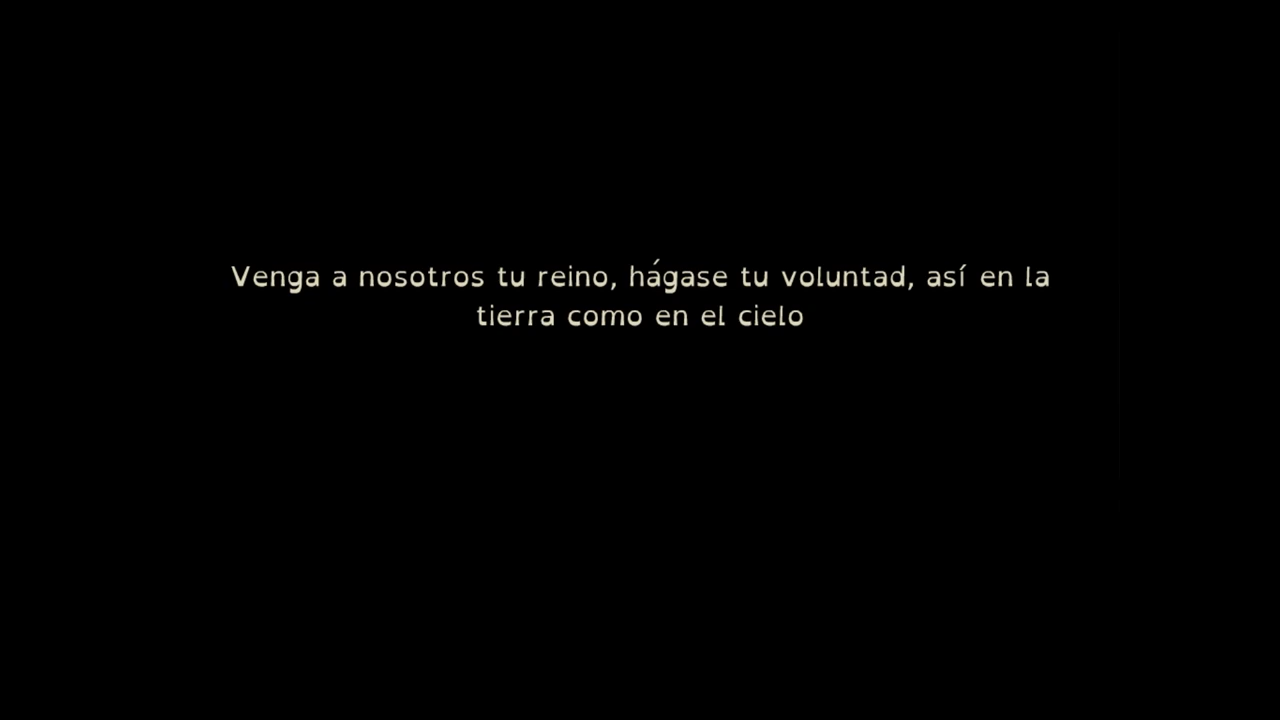 Venga a nosotros tu reino, hágase tu voluntad, así en la
tierra como en el cielo